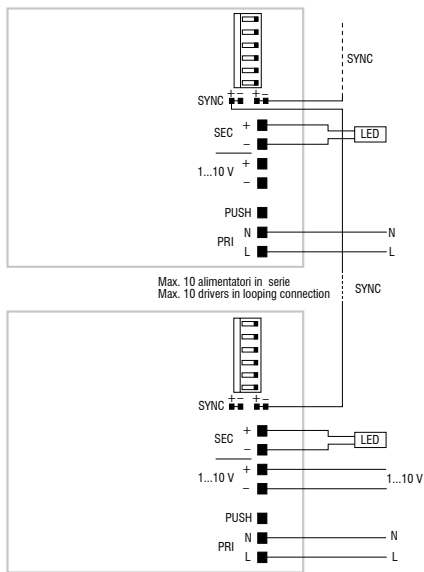 SYNC
+ − + −
SYNC
SEC + LED
−
1...10 V +
−
PUSH
PRI N N
L L
Max. 10 alimentatori in serie
Max. 10 drivers in looping connection
SYNC
+ − + −
SYNC
SEC + LED
−
1...10 V + 1...10 V
−
PUSH
PRI N N
L L